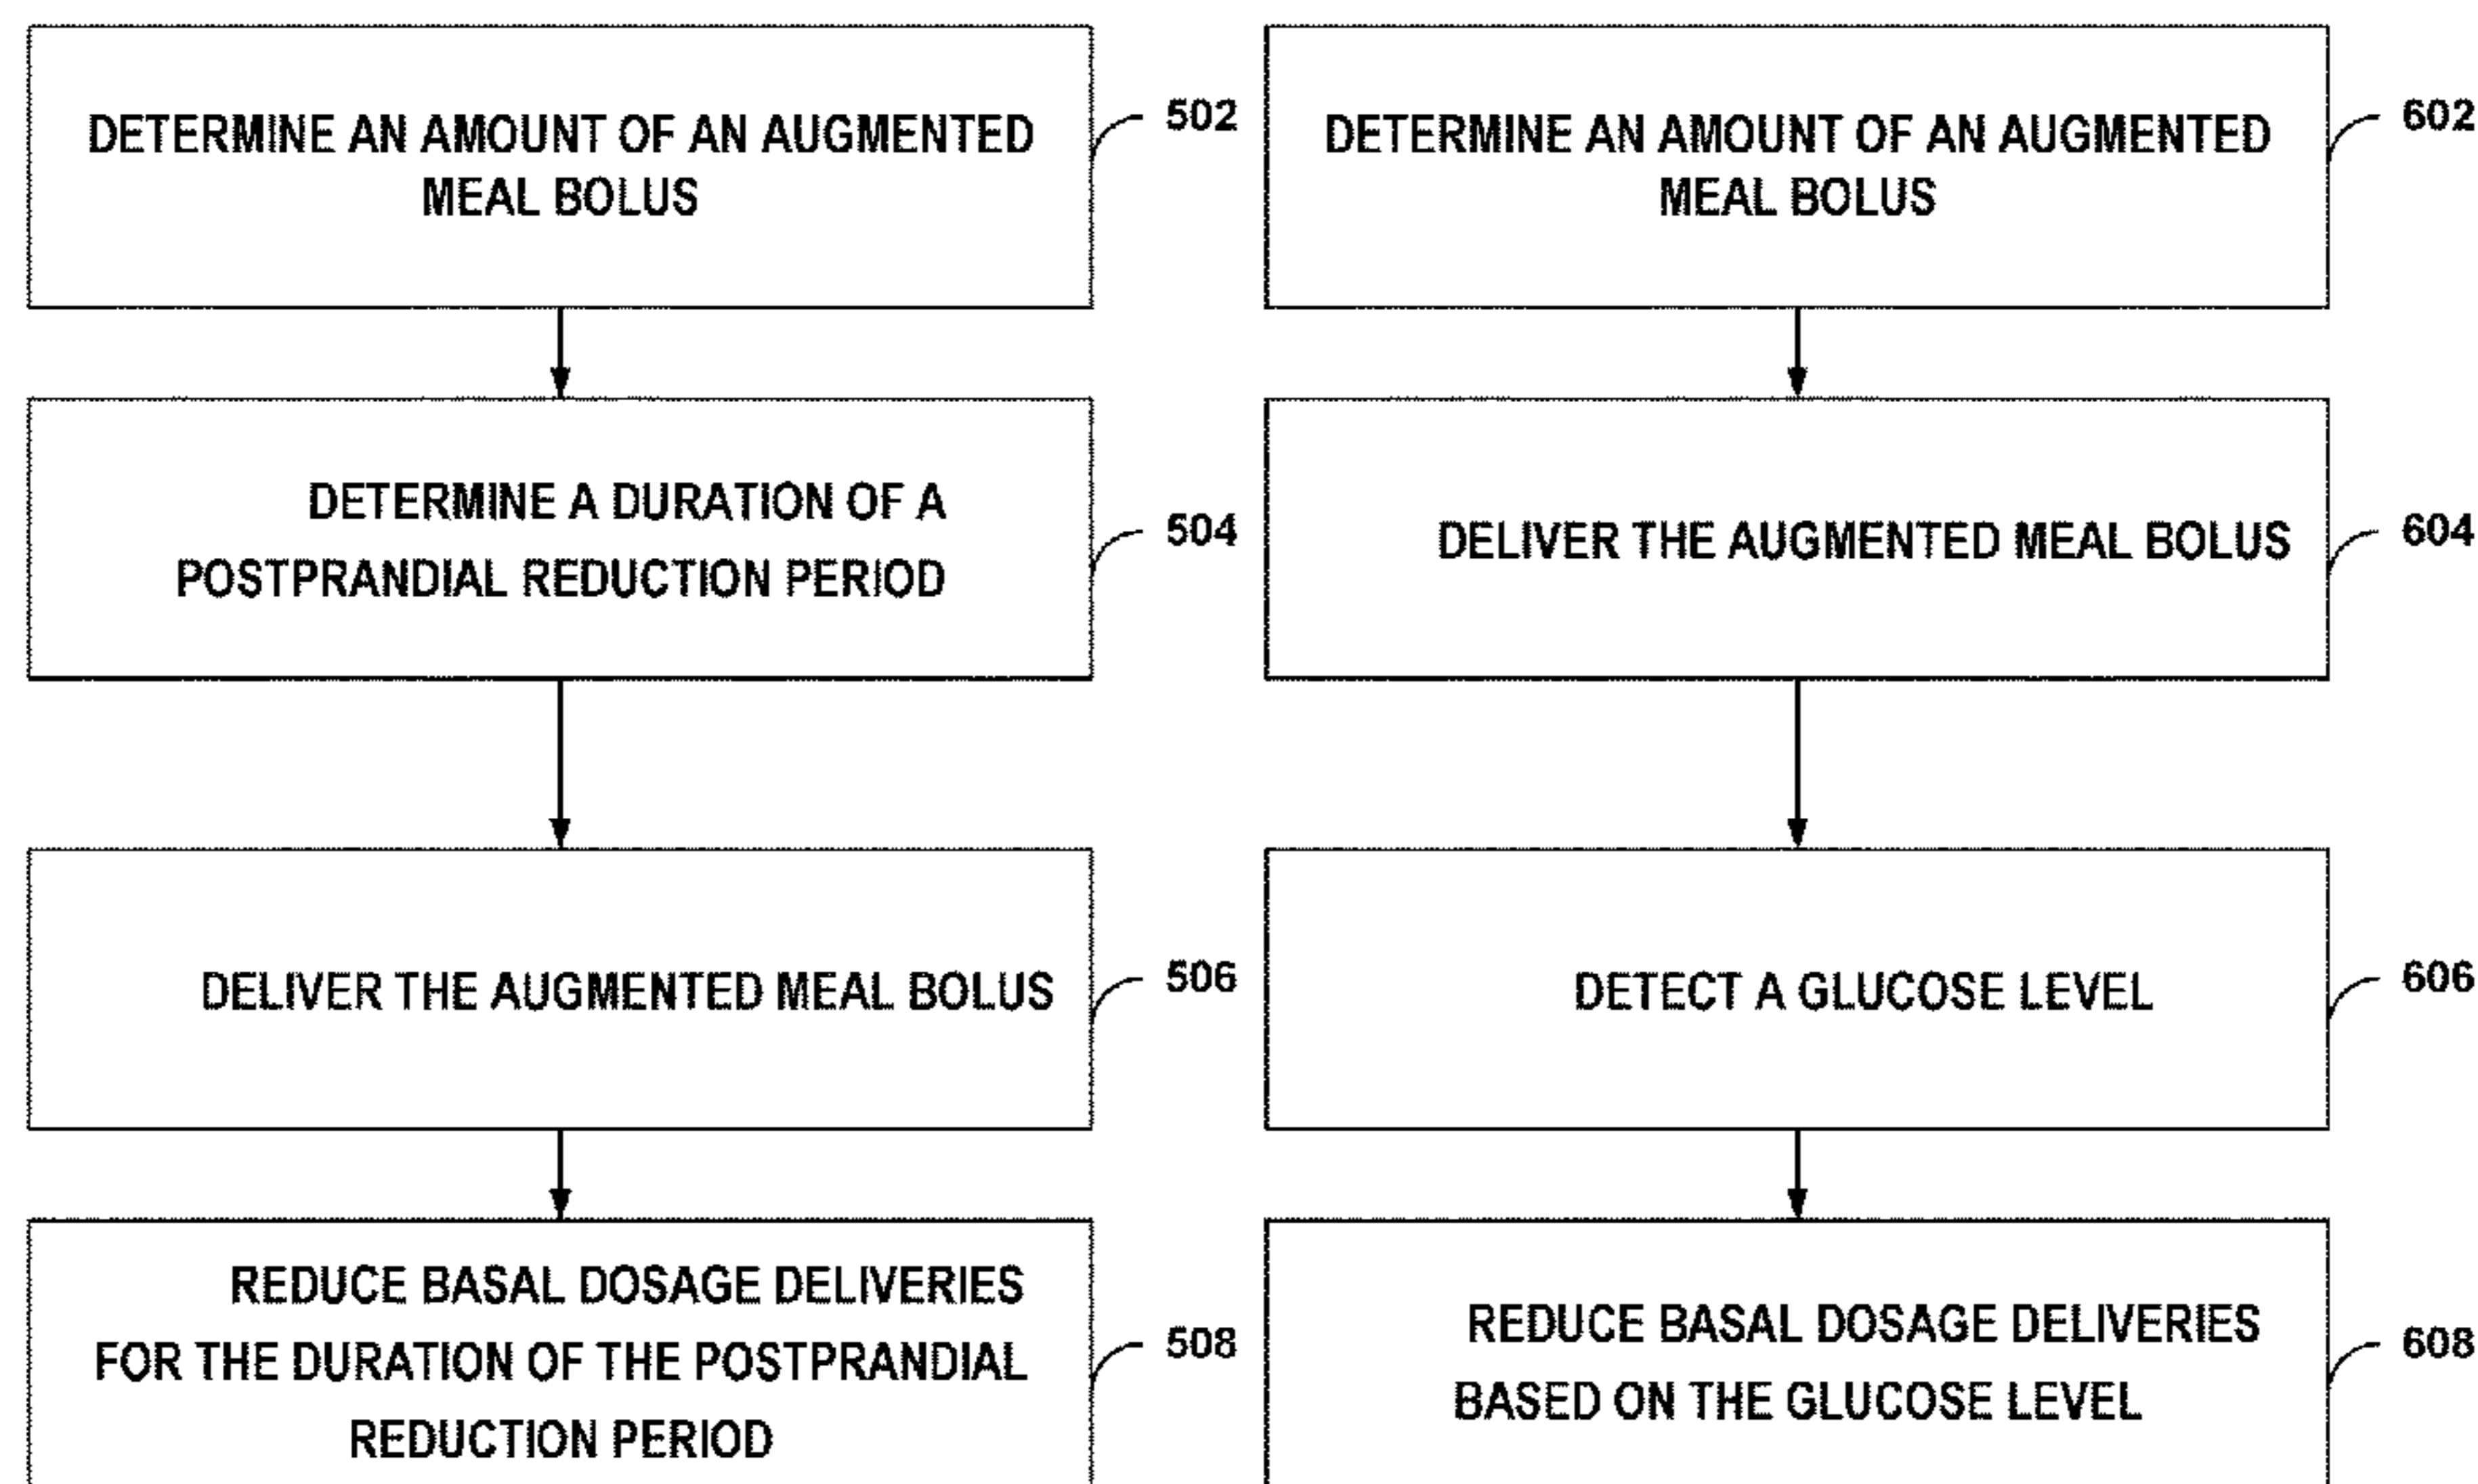 DETERMINE AN AMOUNT OF AN AUGMENTED
MEAL BOLUS
502
DETERMINE A DURATION OF A
POSTPRANDIAL REDUCTION PERIOD
504
DELIVER THE AUGMENTED MEAL BOLUS
506
REDUCE BASAL DOSAGE DELIVERIES
FOR THE DURATION OF THE POSTPRANDIAL
REDUCTION PERIOD
508
DETERMINE AN AMOUNT OF AN AUGMENTED
MEAL BOLUS
602
DELIVER THE AUGMENTED MEAL BOLUS
604
DETECT A GLUCOSE LEVEL
606
REDUCE BASAL DOSAGE DELIVERIES
BASED ON THE GLUCOSE LEVEL
608